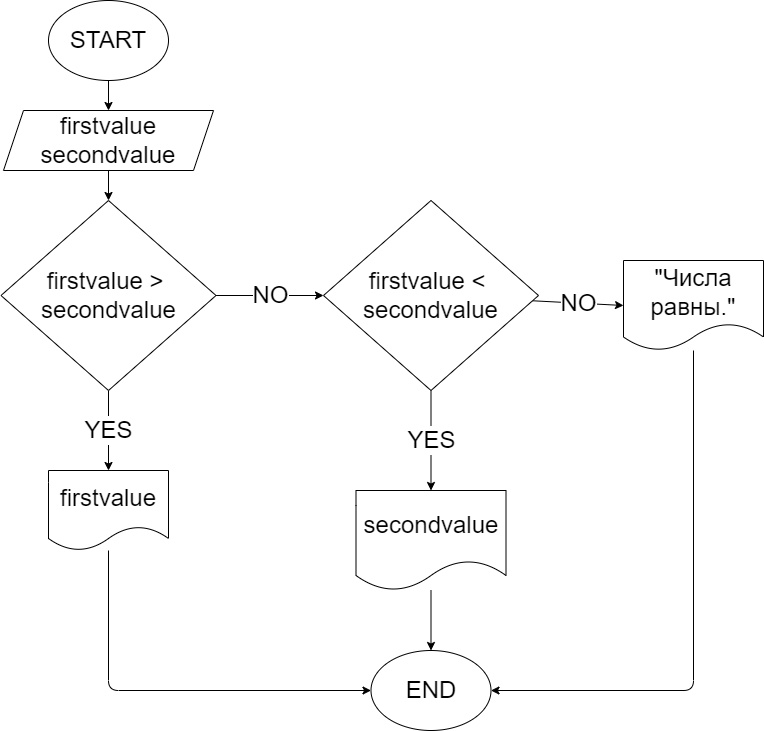 START
firstvalue
secondvalue
firstvalue >
secondvalue
NO
firstvalue <
secondvalue
NO
"Числа
равны."
YES
YES
firstvalue
secondvalue
END